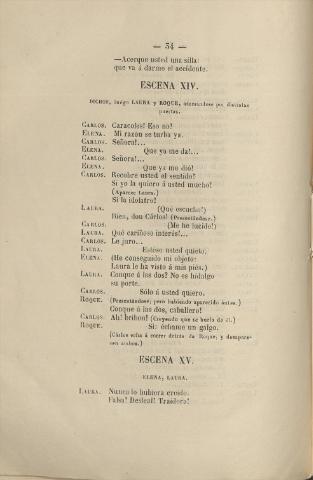 — 54 —
—Acerque usted una silla:
que va á darme el accidente.
ESCENA XIV.
DICHOS, luego LAURA y ROQUE, asomándose por distintas
puertas.
CARLOS. Caracoles! Eso no!
ELENA. Mi razón se turba ya.
CARLOS. Señora!...
ELENA. Que ya me da!...
CARLOS. Señora!...
ELENA. Que ya me dió!
CARLOS. Recobre usted el sentido!
Si yo la quiero á usted mucho!
(Aparece Laura.)
Si la idolatro!
LAURA. (Qué escucho!)
Bien, don Cárlos! (Presentándose.)
CARLOS. (Me he lucido!)
LAURA. Qué cariñoso interés!...
CARLOS. Le juro...
LAURA. Estése usted quieto.
ELENA. (He conseguido mi objeto:
Laura le ha visto á mis piés.)
LAURA. Conque á las dos? No es hidalgo
su porte.
CARLOS. Sólo á usted quiero.
ROQUE. (Presentándose; pero habiendo aparecido ántes.)
Conque á las dos, caballero!
CARLOS. Ah! bribon! (Creyendo que se burla de él.)
ROQUE. Si: échame un galgo.
(Cárlos echa á correr detrás de Roque, y desapare-
cen ambos.)
ESCENA XV.
ELENA, LAURA.
LAURA. Nunca lo hubiera creido.
Falsa! Desleal! Traidora!